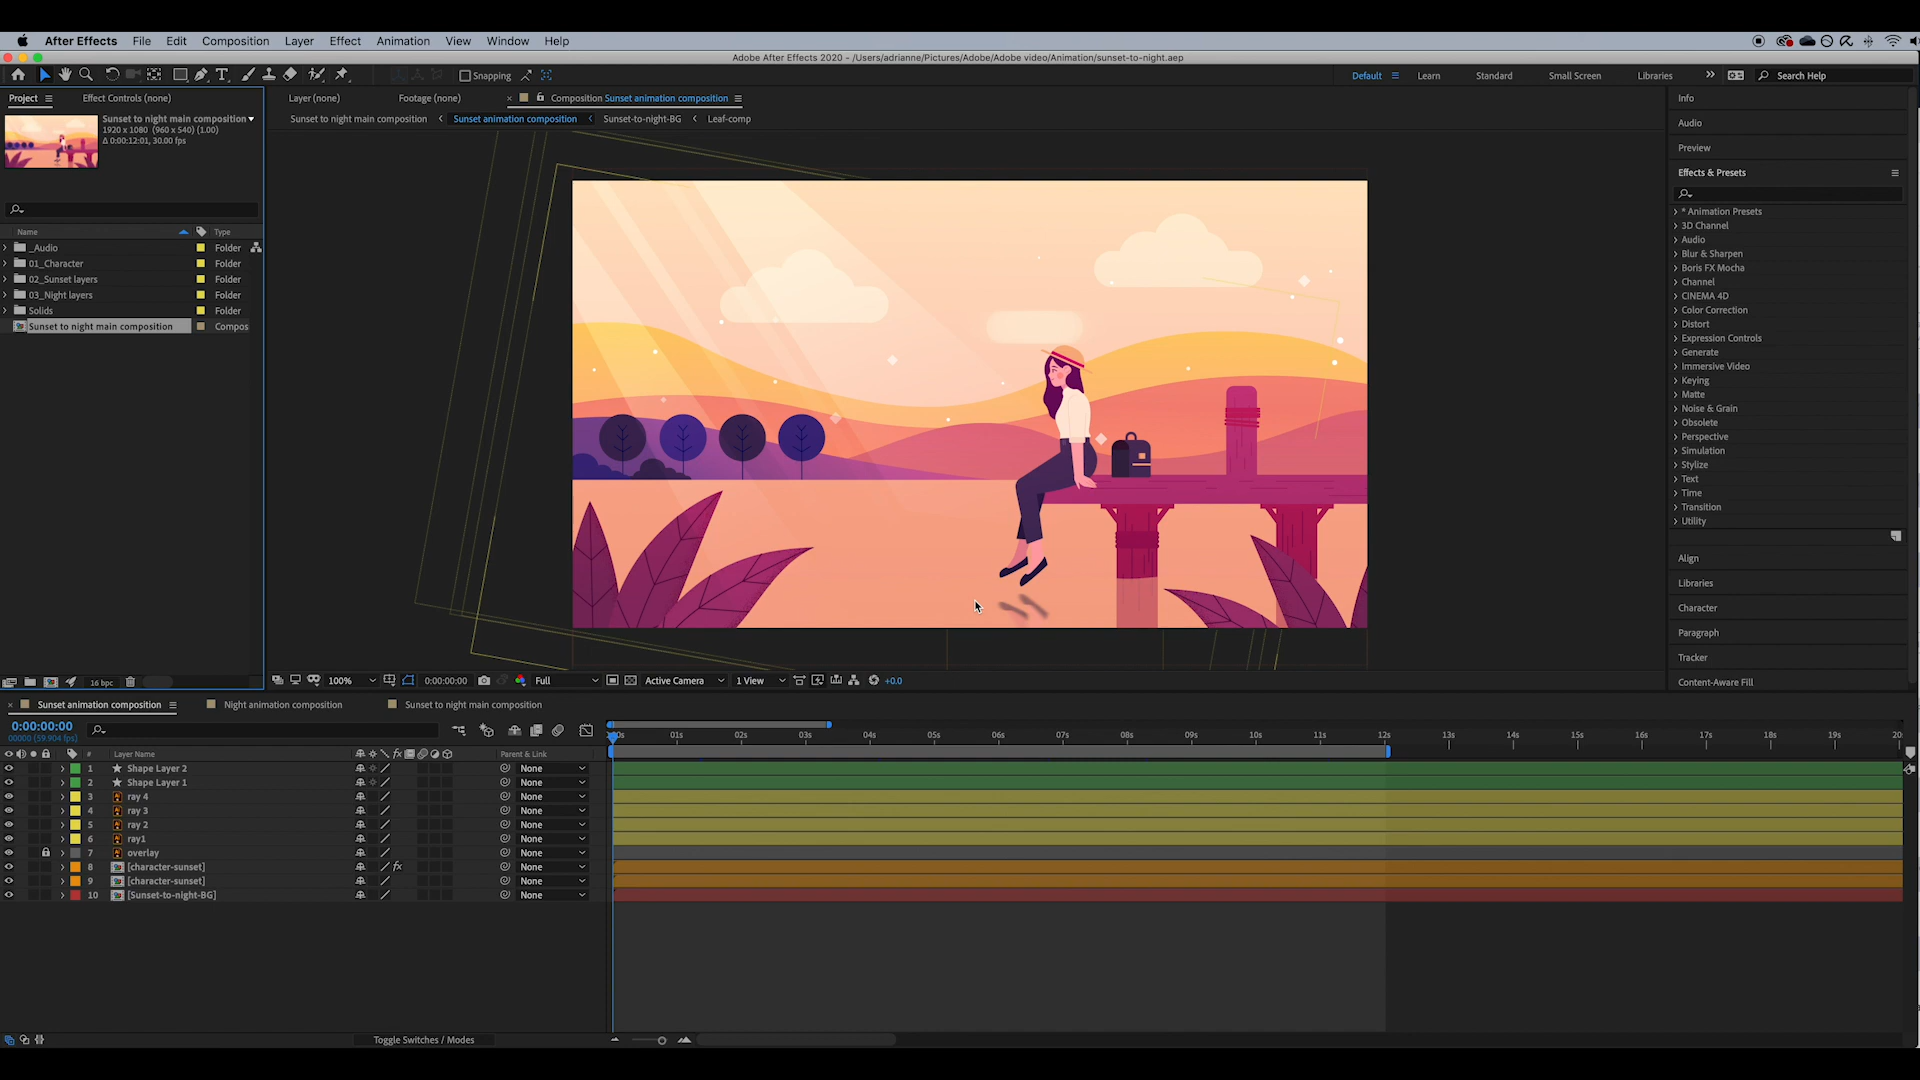 After Effects File Edit Composition Layer Effect Animation View Window Help
Adobe After Effects 2020 - /Users/adrianne/Pictures/Adobe/Adobe video/Animation/sunset-to-night.aep
Snapping
Default Learn Standard Small Screen Libraries Search Help
Project Effect Controls (none)
Layer (none) Footage (none) Composition Sunset animation composition
Sunset to night main composition Sunset animation composition Sunset-to-night-BG Leaf-comp
Sunset to night main composition
1920 x 1080 (960 x 540) (1.00)
Δ 0:00:12:01, 30.00 fps)
Name Type
_Audio Folder
01_Character Folder
02_Sunset layers Folder
03_Night layers Folder
Solids Folder
Sunset to night main composition Compos
16 bpc
100% 0:00:00:00 Full Active Camera 1 View +0.0
Info
Audio
Preview
Effects & Presets
* Animation Presets
3D Channel
Audio
Blur & Sharpen
Boris FX Mocha
Channel
CINEMA 4D
Color Correction
Distort
Expression Controls
Generate
Immersive Video
Keying
Matte
Noise & Grain
Obsolete
Perspective
Simulation
Stylize
Text
Time
Transition
Utility
Align
Libraries
Character
Paragraph
Tracker
Content-Aware Fill
Sunset animation composition Night animation composition Sunset to night main composition
0:00:00:00
00000 (59.904 fps)
01s 02s 03s 04s 05s 06s 07s 08s 09s 10s 11s 12s 13s 14s 15s 16s 17s 18s 19s 20
# Layer Name fx Parent & Link
1 Shape Layer 2 None
2 Shape Layer 1 None
3 ray 4 None
4 ray 3 None
5 ray 2 None
6 ray1 None
7 overlay None
8 [character-sunset] fx None
9 [character-sunset] None
10 [Sunset-to-night-BG] None
Toggle Switches / Modes